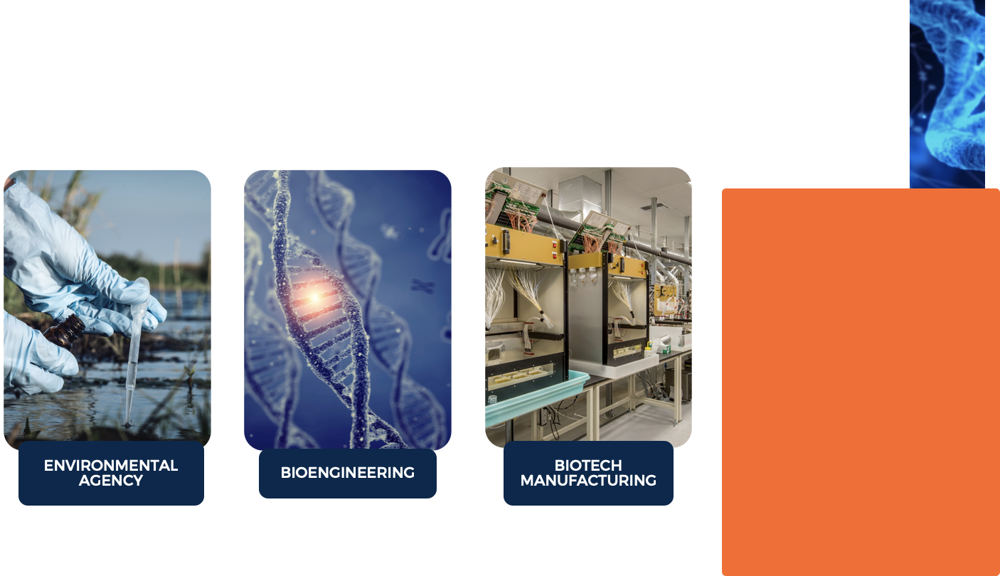 ENVIRONMENTAL
AGENCY
BIOENGINEERING
BIOTECH
MANUFACTURING